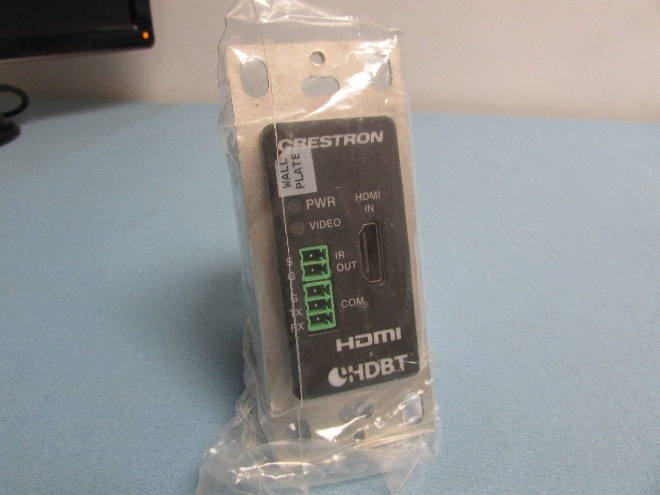 CRESTRON
WALL
PLATE
PWR
HDMI
IN
VIDEO
S
G
IR
OUT
G
TX
RX
COM
HDMI
HDBT